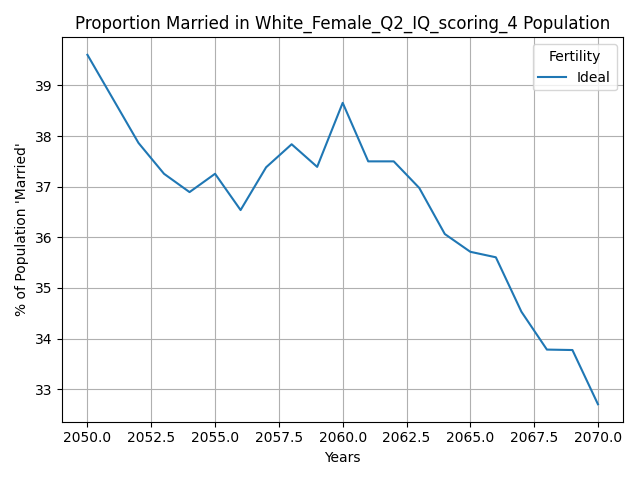 Proportion Married in White_Female_Q2_IQ_scoring_4 Population
Fertility
Ideal
% of Population 'Married'
39
38
37
36
35
34
33
2050.0 2052.5 2055.0 2057.5 2060.0 2062.5 2065.0 2067.5 2070.0
Years